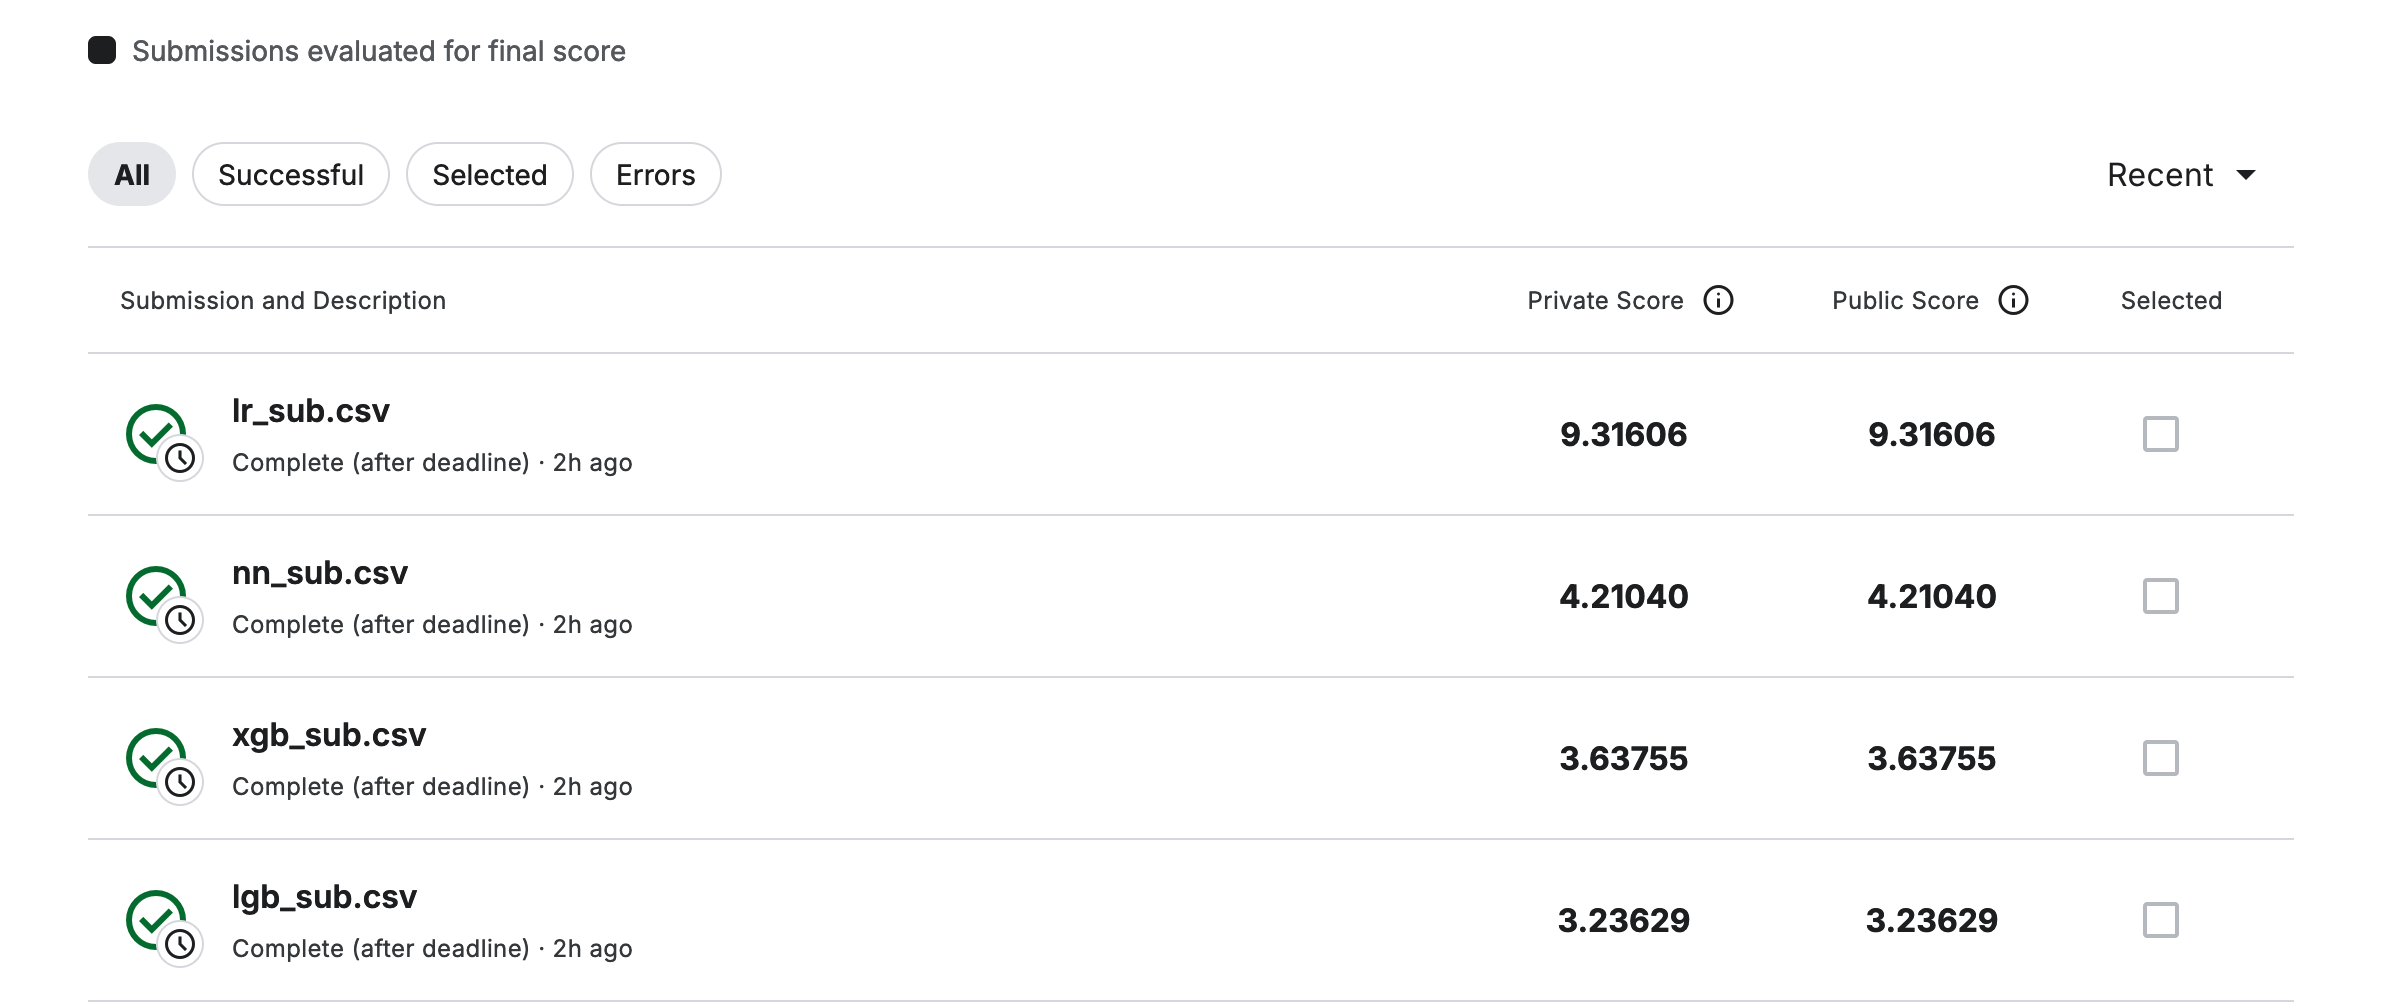 Submissions evaluated for final score
All Successful Selected Errors Recent
Submission and Description Private Score Public Score Selected
lr_sub.csv
Complete (after deadline) · 2h ago
9.31606 9.31606
nn_sub.csv
Complete (after deadline) · 2h ago
4.21040 4.21040
xgb_sub.csv
Complete (after deadline) · 2h ago
3.63755 3.63755
lgb_sub.csv
Complete (after deadline) · 2h ago
3.23629 3.23629